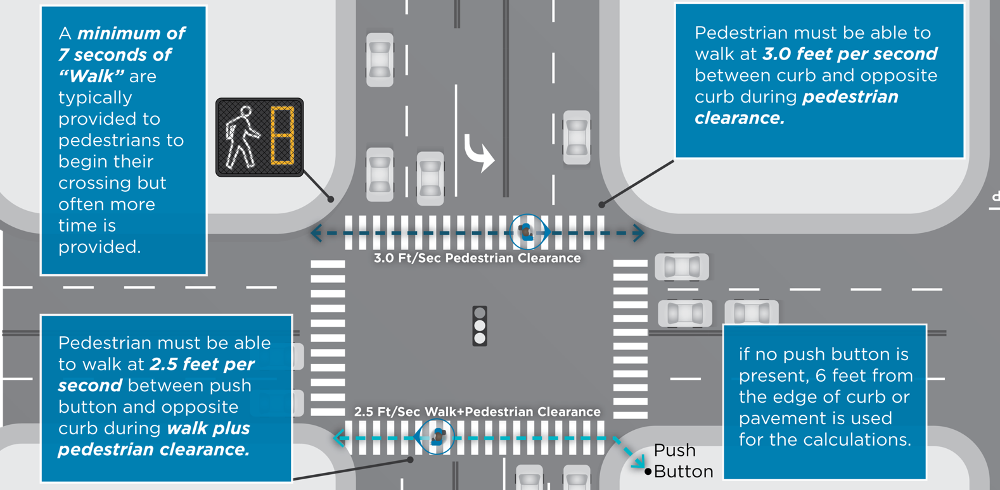 A minimum of
7 seconds of
“Walk” are
typically
provided to
pedestrians to
begin their
crossing but
often more
time is
provided.
Pedestrian must be able to
walk at 3.0 feet per second
between curb and opposite
curb during pedestrian
clearance.
3.0 Ft/Sec Pedestrian Clearance
Pedestrian must be able
to walk at 2.5 feet per
second between push
button and opposite
curb during walk plus
pedestrian clearance.
2.5 Ft/Sec Walk+Pedestrian Clearance
if no push button is
present, 6 feet from
the edge of curb or
pavement is used
for the calculations.
Push
Button